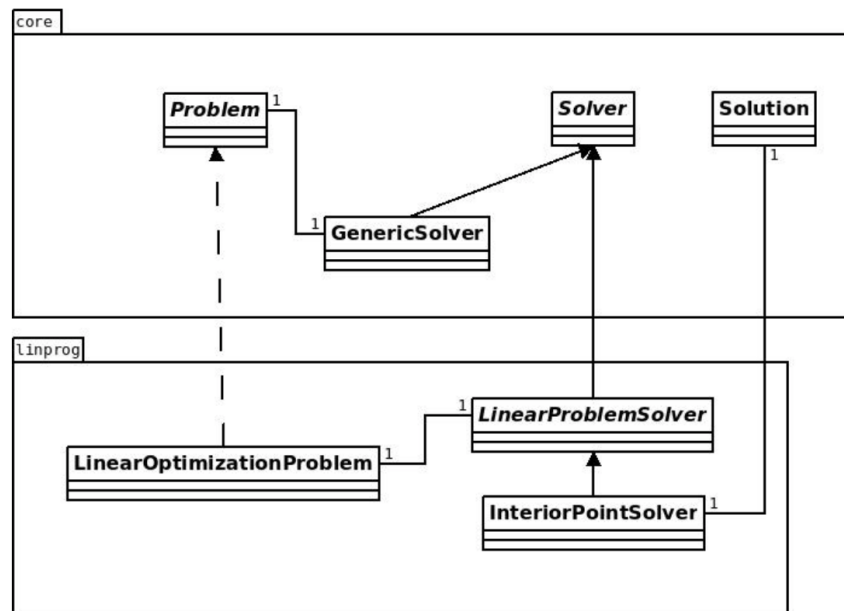 core
Problem
1
Solver
Solution
1
1
GenericSolver
linprog
1
LinearProblemSolver
1
LinearOptimizationProblem
1
InteriorPointSolver